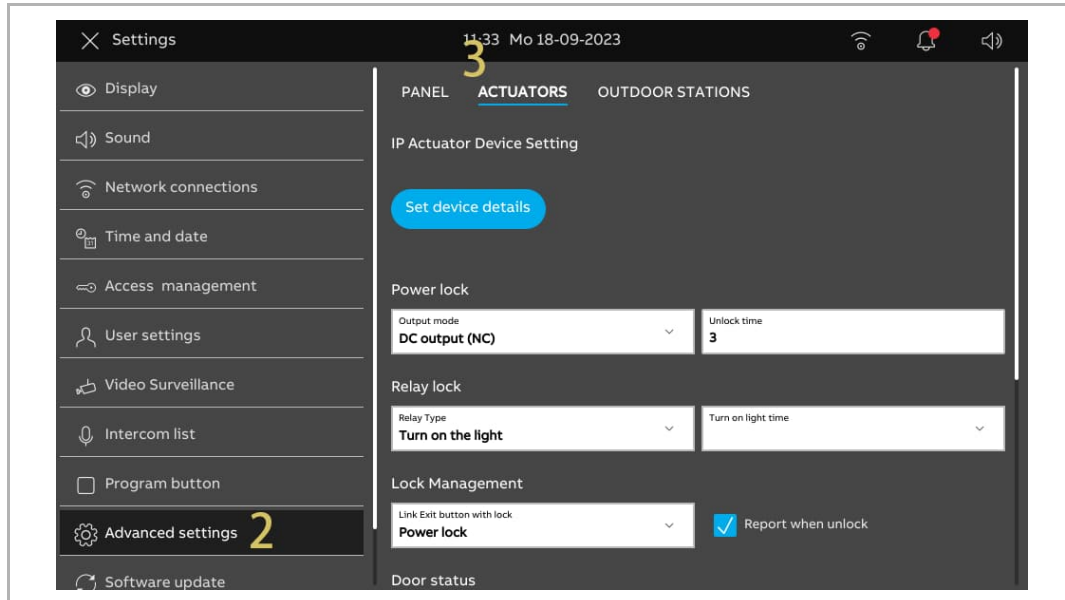 Settings
11:33 Mo 18-09-2023
3
Display
Sound
Network connections
Time and date
Access management
User settings
Video Surveillance
Intercom list
Program button
Advanced settings 2
Software update
PANEL ACTUATORS OUTDOOR STATIONS
IP Actuator Device Setting
Set device details
Power lock
Output mode
DC output (NC)
Unlock time
3
Relay lock
Relay Type
Turn on the light
Turn on light time
Lock Management
Link Exit button with lock
Power lock
Report when unlock
Door status